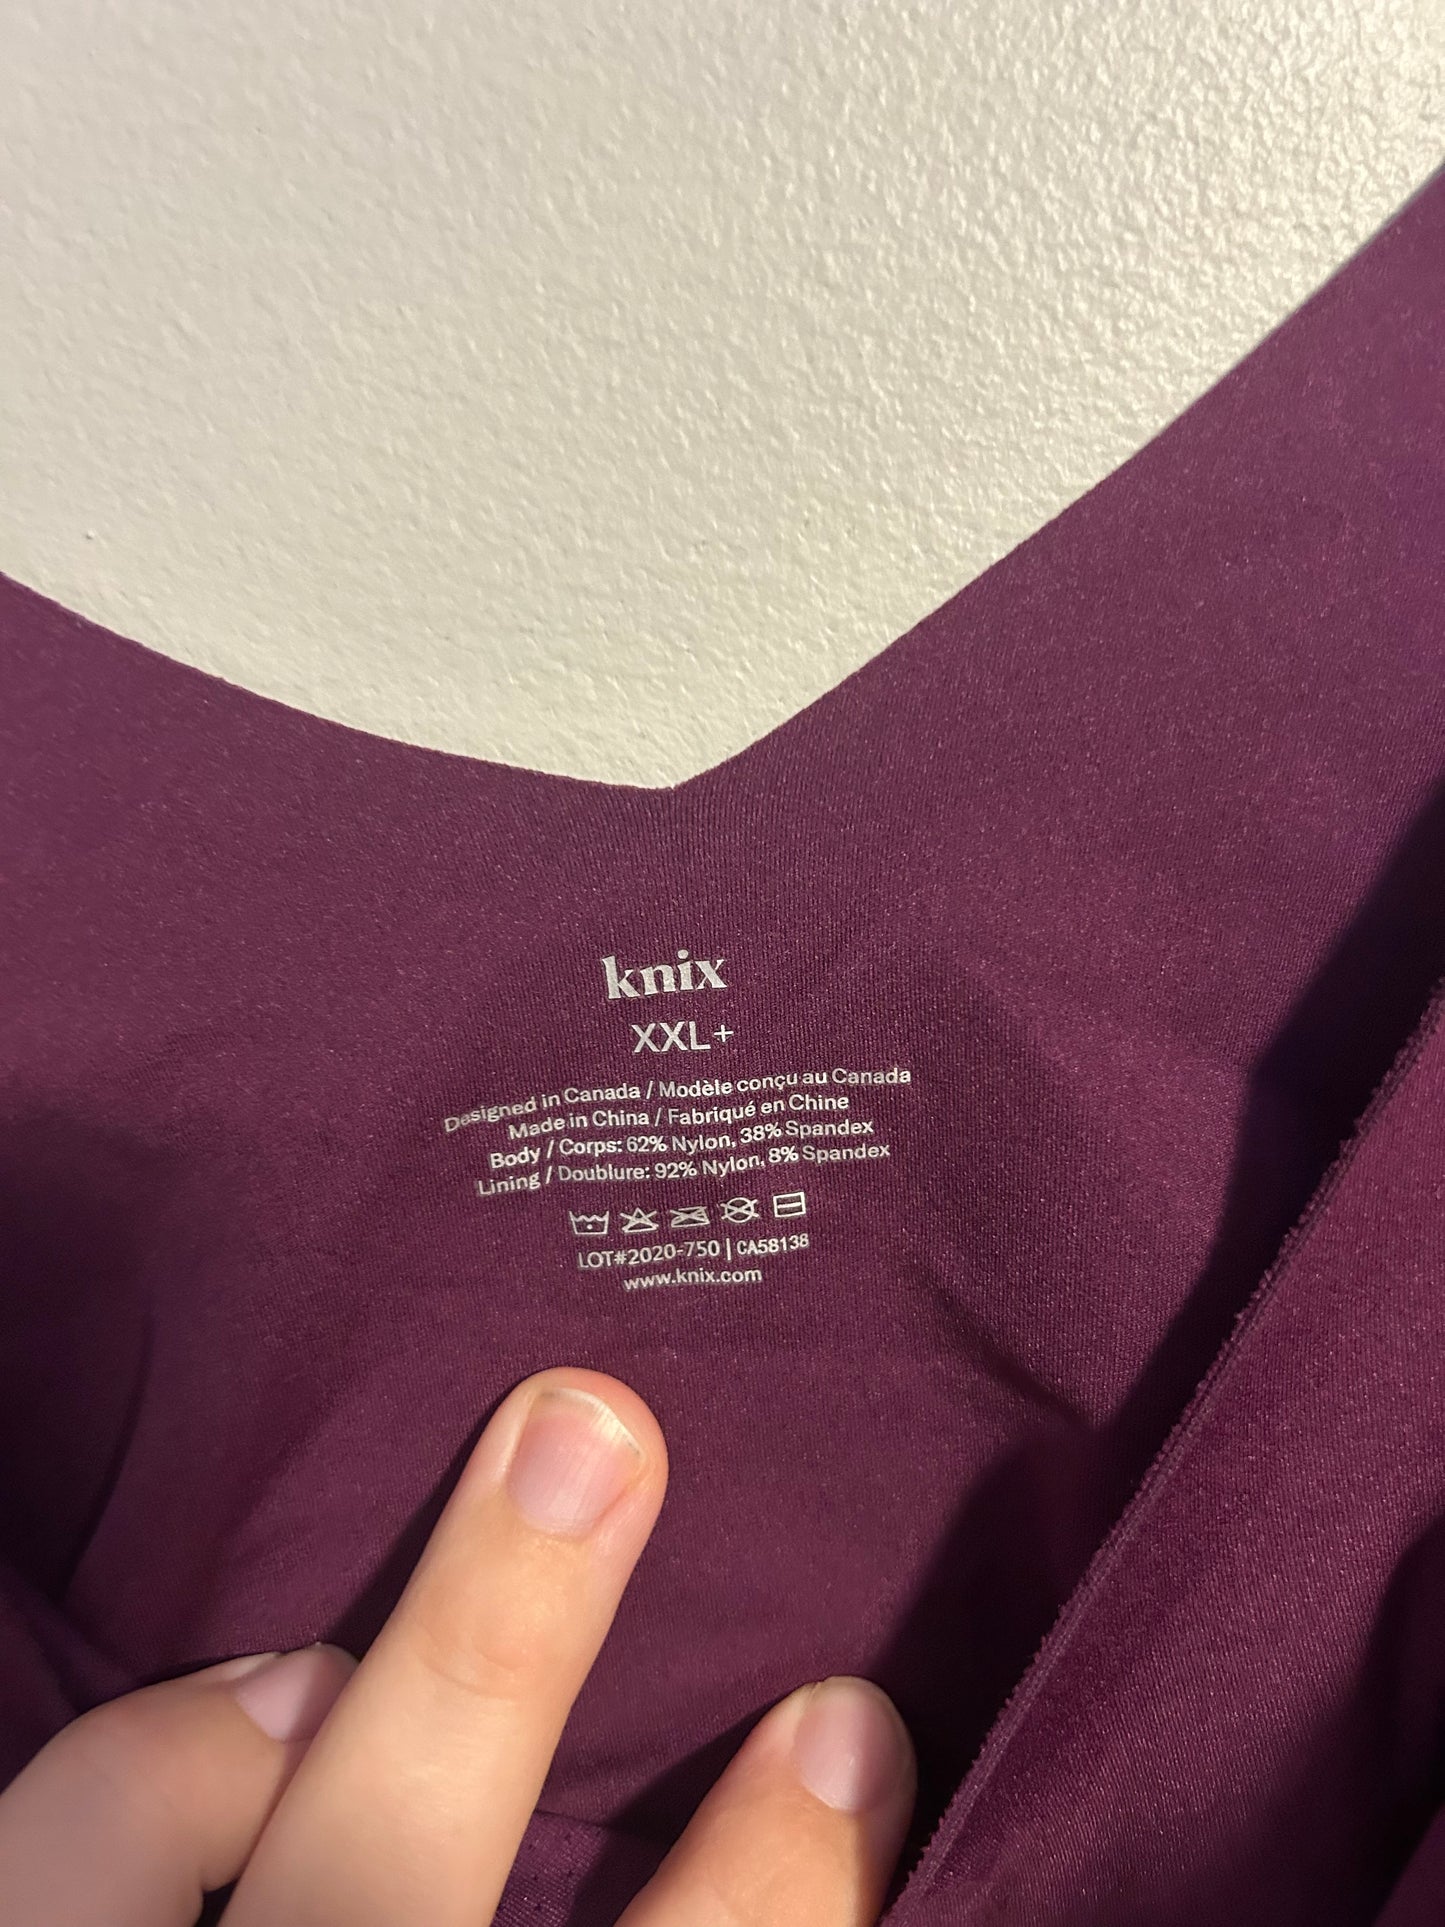 knix
XXL+
Designed in Canada / Modèle conçu au Canada
Made in China / Fabriqué en Chine
Body / Corps: 62% Nylon, 38% Spandex
Lining / Doublure: 92% Nylon, 8% Spandex
LOT#2020-750 | CA58138
www.knix.com